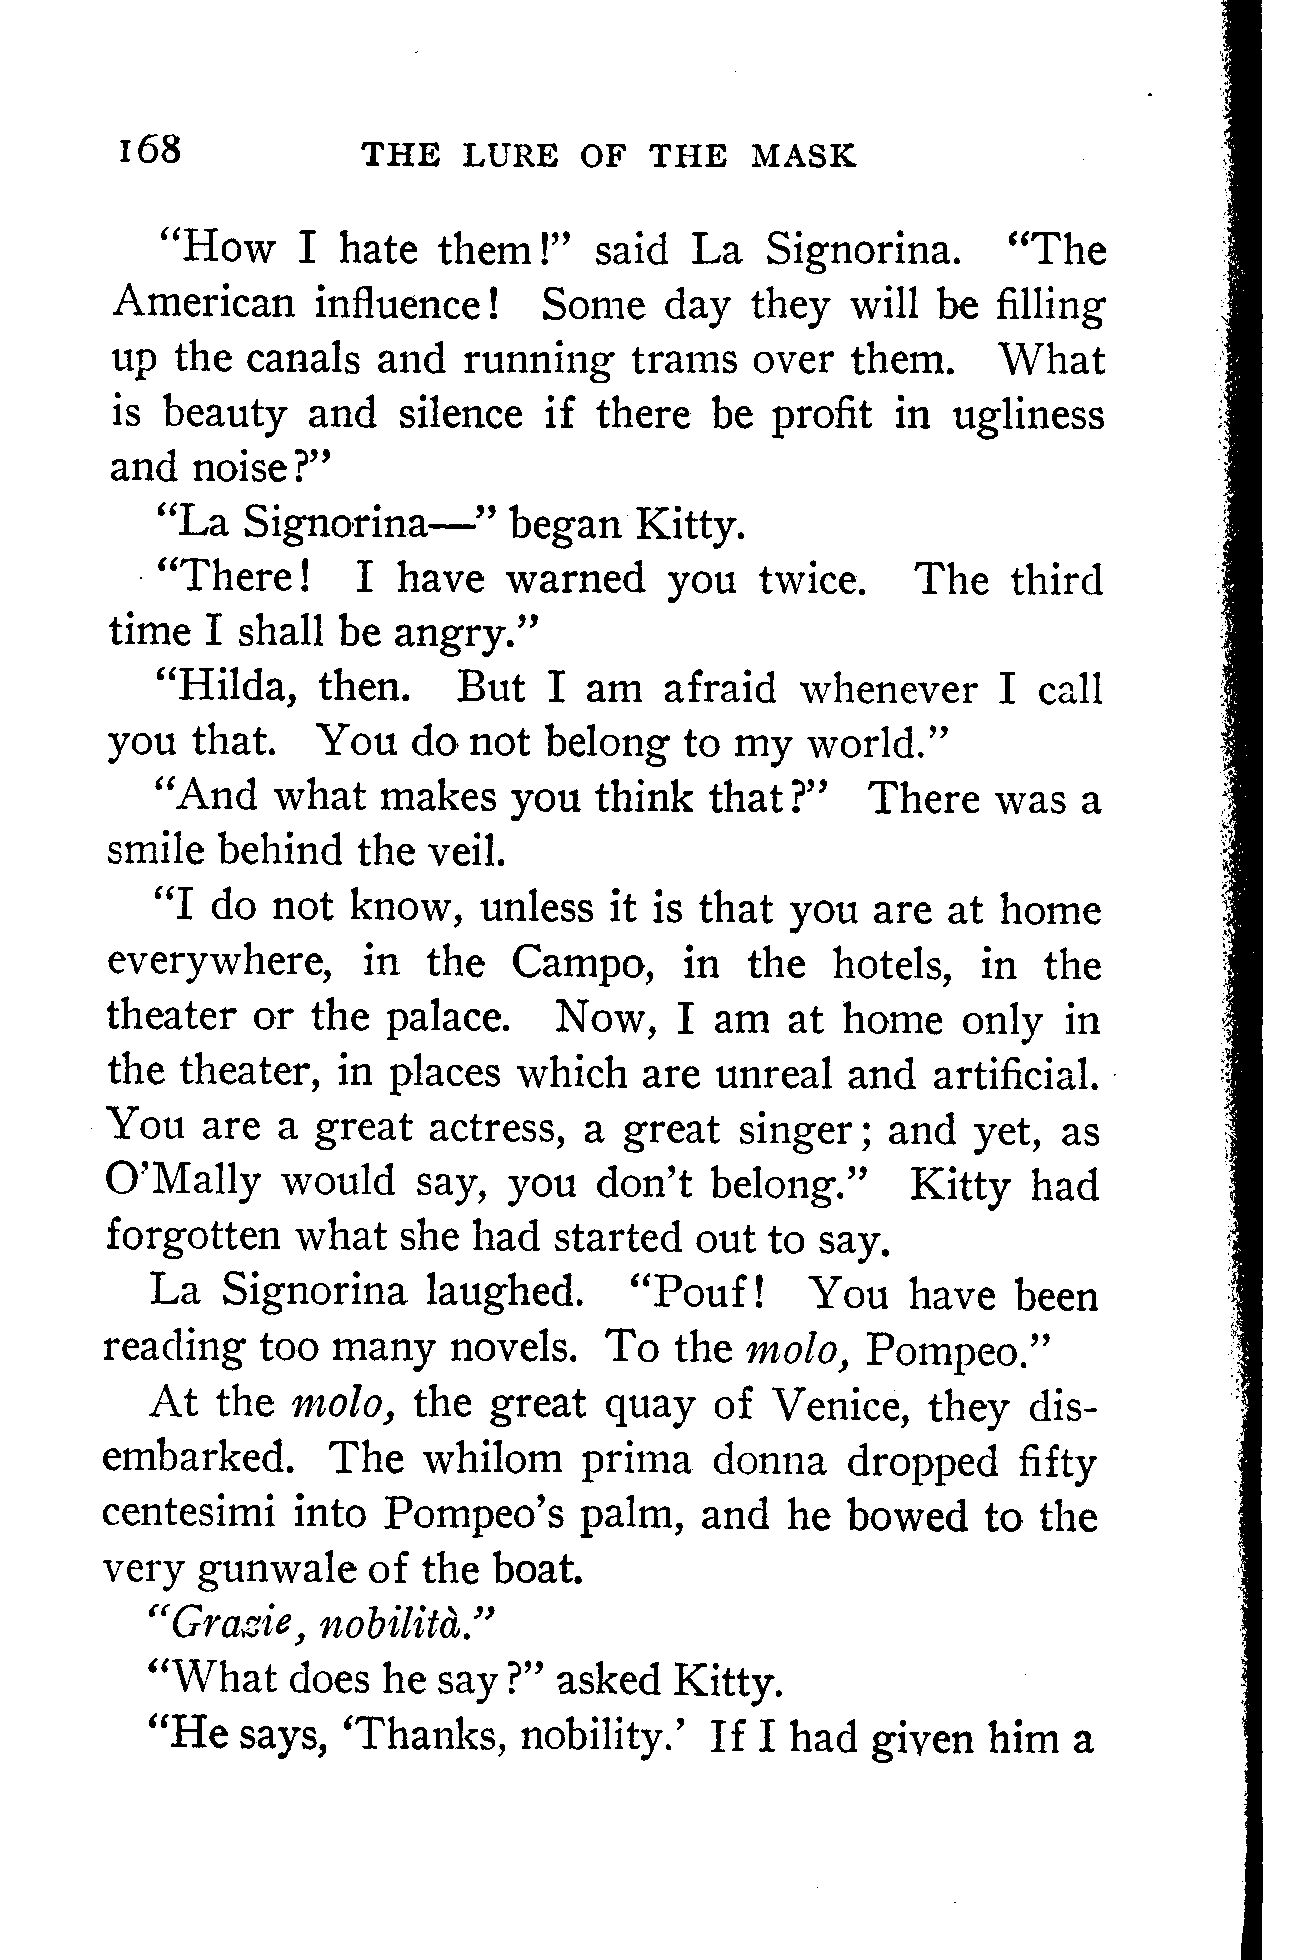 168 THE LURE OF THE MASK
“How I hate them!” said La Signorina. “The
American influence! Some day they will be filling
up the canals and running trams over them. What
is beauty and silence if there be profit in ugliness
and noise?”
“La Signorina—” began Kitty.
“There! I have warned you twice. The third
time I shall be angry.”
“Hilda, then. But I am afraid whenever I call
you that. You do not belong to my world.”
“And what makes you think that?” There was a
smile behind the veil.
“I do not know, unless it is that you are at home
everywhere, in the Campo, in the hotels, in the
theater or the palace. Now, I am at home only in
the theater, in places which are unreal and artificial.
You are a great actress, a great singer; and yet, as
O’Mally would say, you don’t belong.” Kitty had
forgotten what she had started out to say.
La Signorina laughed. “Pouf! You have been
reading too many novels. To the molo, Pompeo.”
At the molo, the great quay of Venice, they dis-
embarked. The whilom prima donna dropped fifty
centesimi into Pompeo’s palm, and he bowed to the
very gunwale of the boat.
“Grazie, nobilità.”
“What does he say?” asked Kitty.
“He says, ‘Thanks, nobility.’ If I had given him a